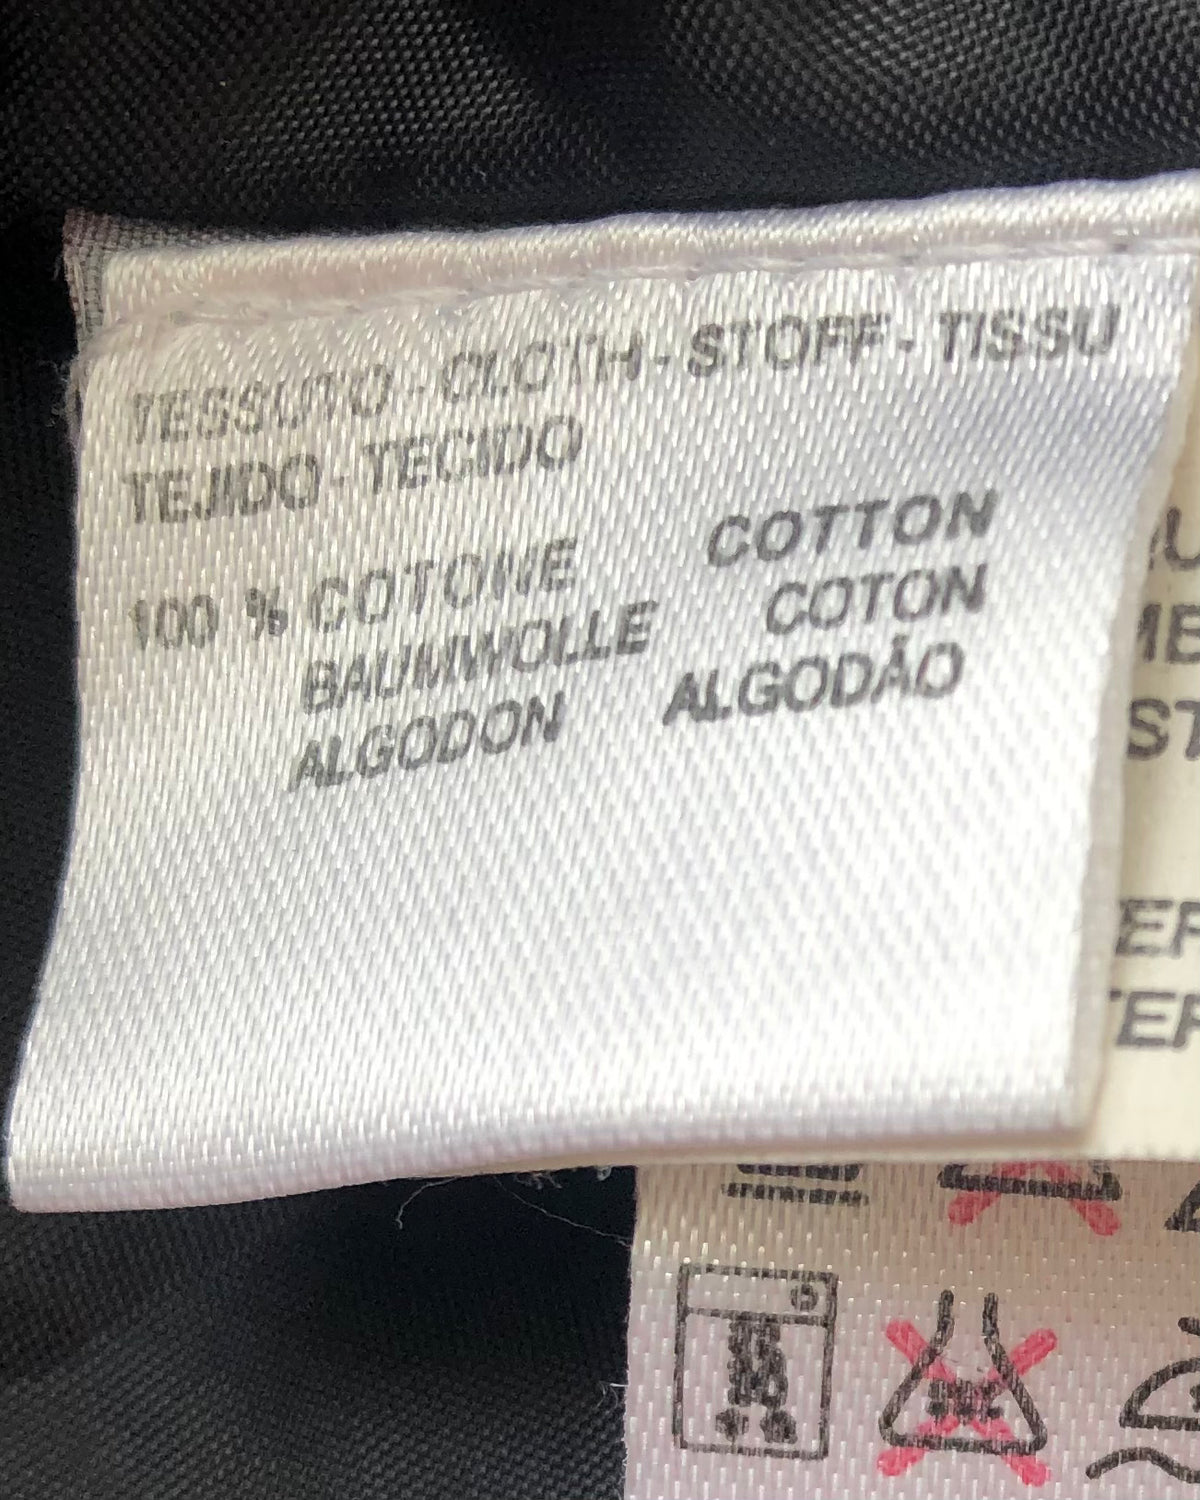 TESSUTO - CLOTH - STOFF - TISSU
TEJIDO - TECIDO
100 % COTONE COTTON
BAUMWOLLE COTON
ALGODON ALGODÃO